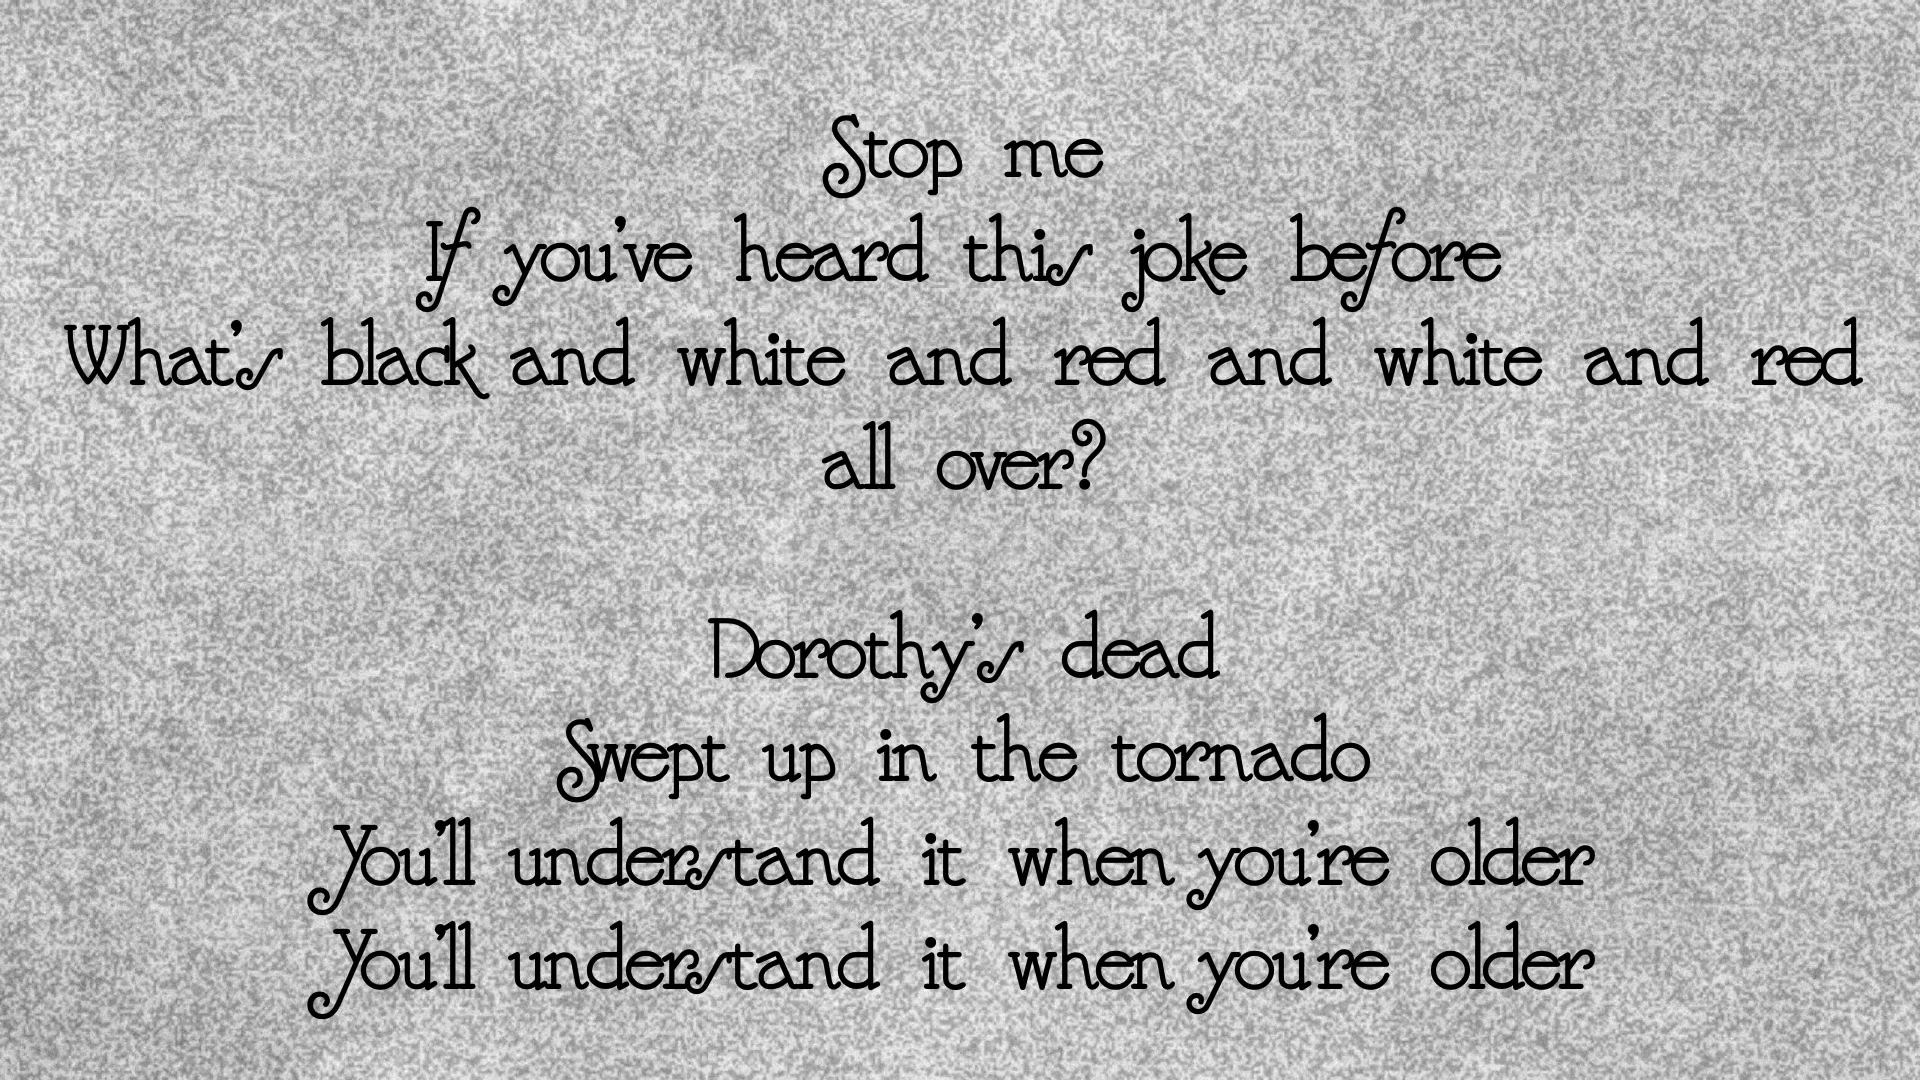 Stop me
If you've heard this joke before
What's black and white and red and white and red
all over?
Dorothy's dead
Swept up in the tornado
You'll understand it when you're older
You'll understand it when you're older